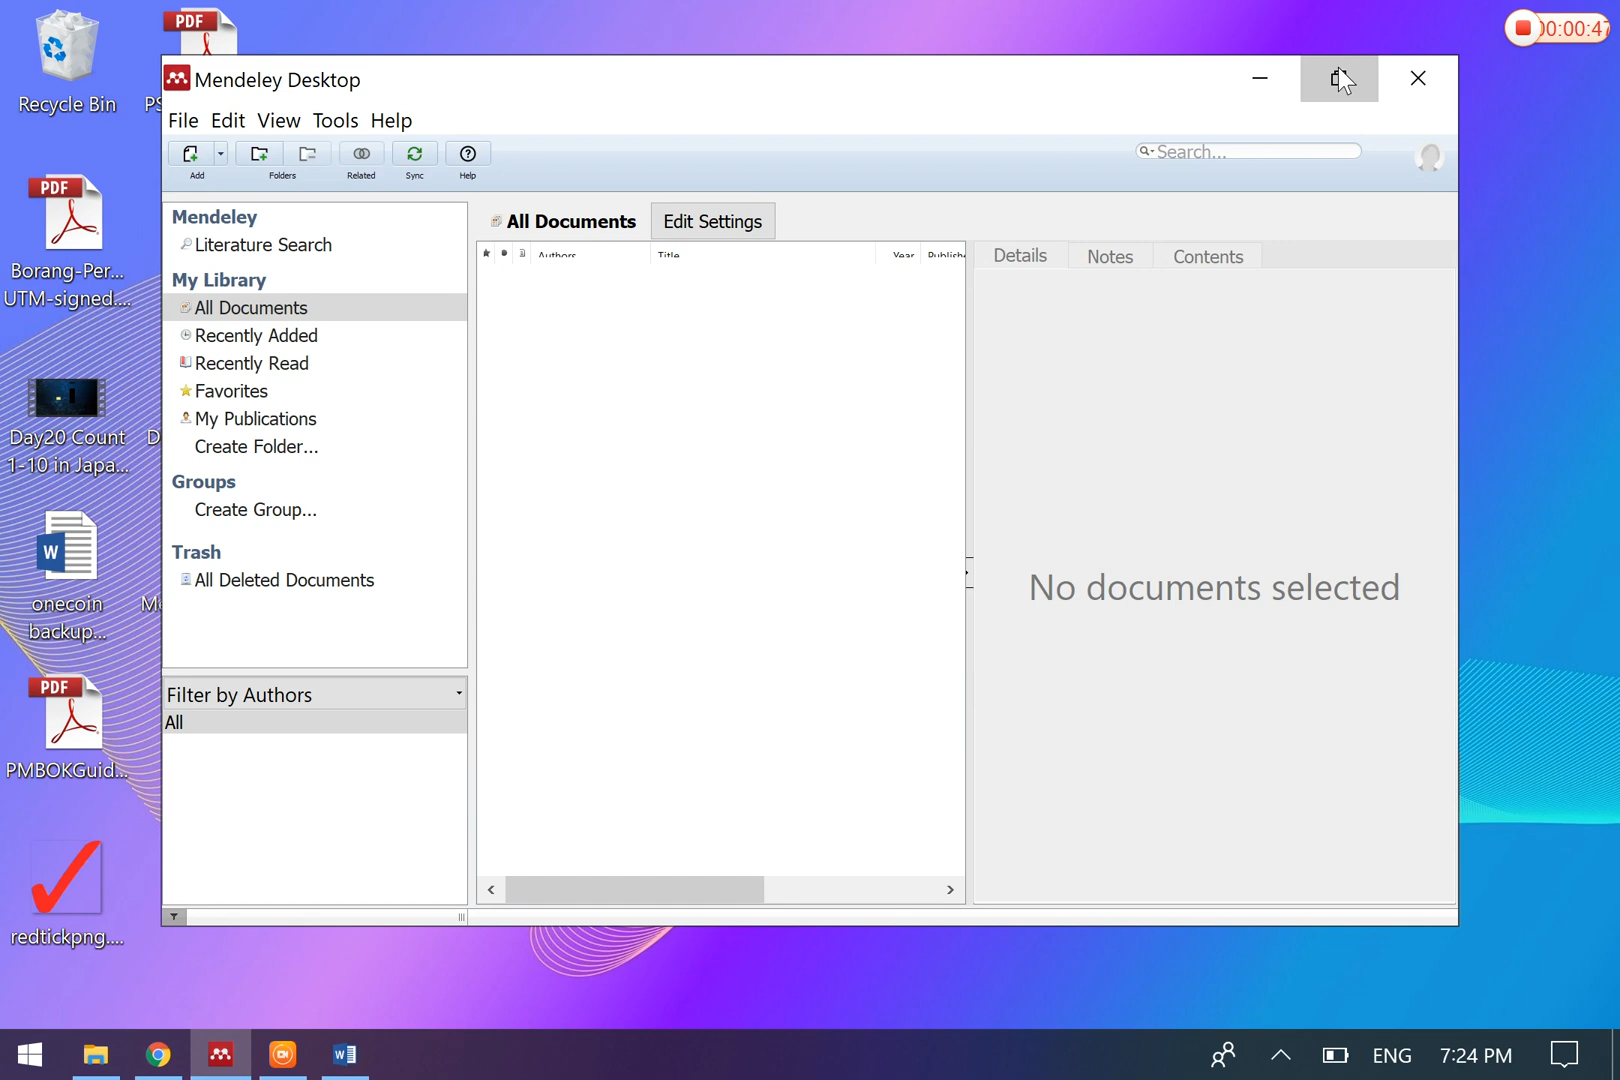 00:00:47
PDF
Recycle Bin
PS
Mendeley Desktop
File Edit View Tools Help
Add
Folders
Related
Sync
Help
Search...
Mendeley
Literature Search
My Library
All Documents
Recently Added
Recently Read
Favorites
My Publications
Create Folder...
Groups
Create Group...
Trash
All Deleted Documents
Filter by Authors
All
All Documents
Edit Settings
Authors Title Year Publishe
Details Notes Contents
No documents selected
PDF
Borang-Per...
UTM-signed....
Day20 Count
1-10 in Japa...
D
W
onecoin
backup...
Me
PDF
PMBOKGuid...
redtickpng....
ENG
7:24 PM